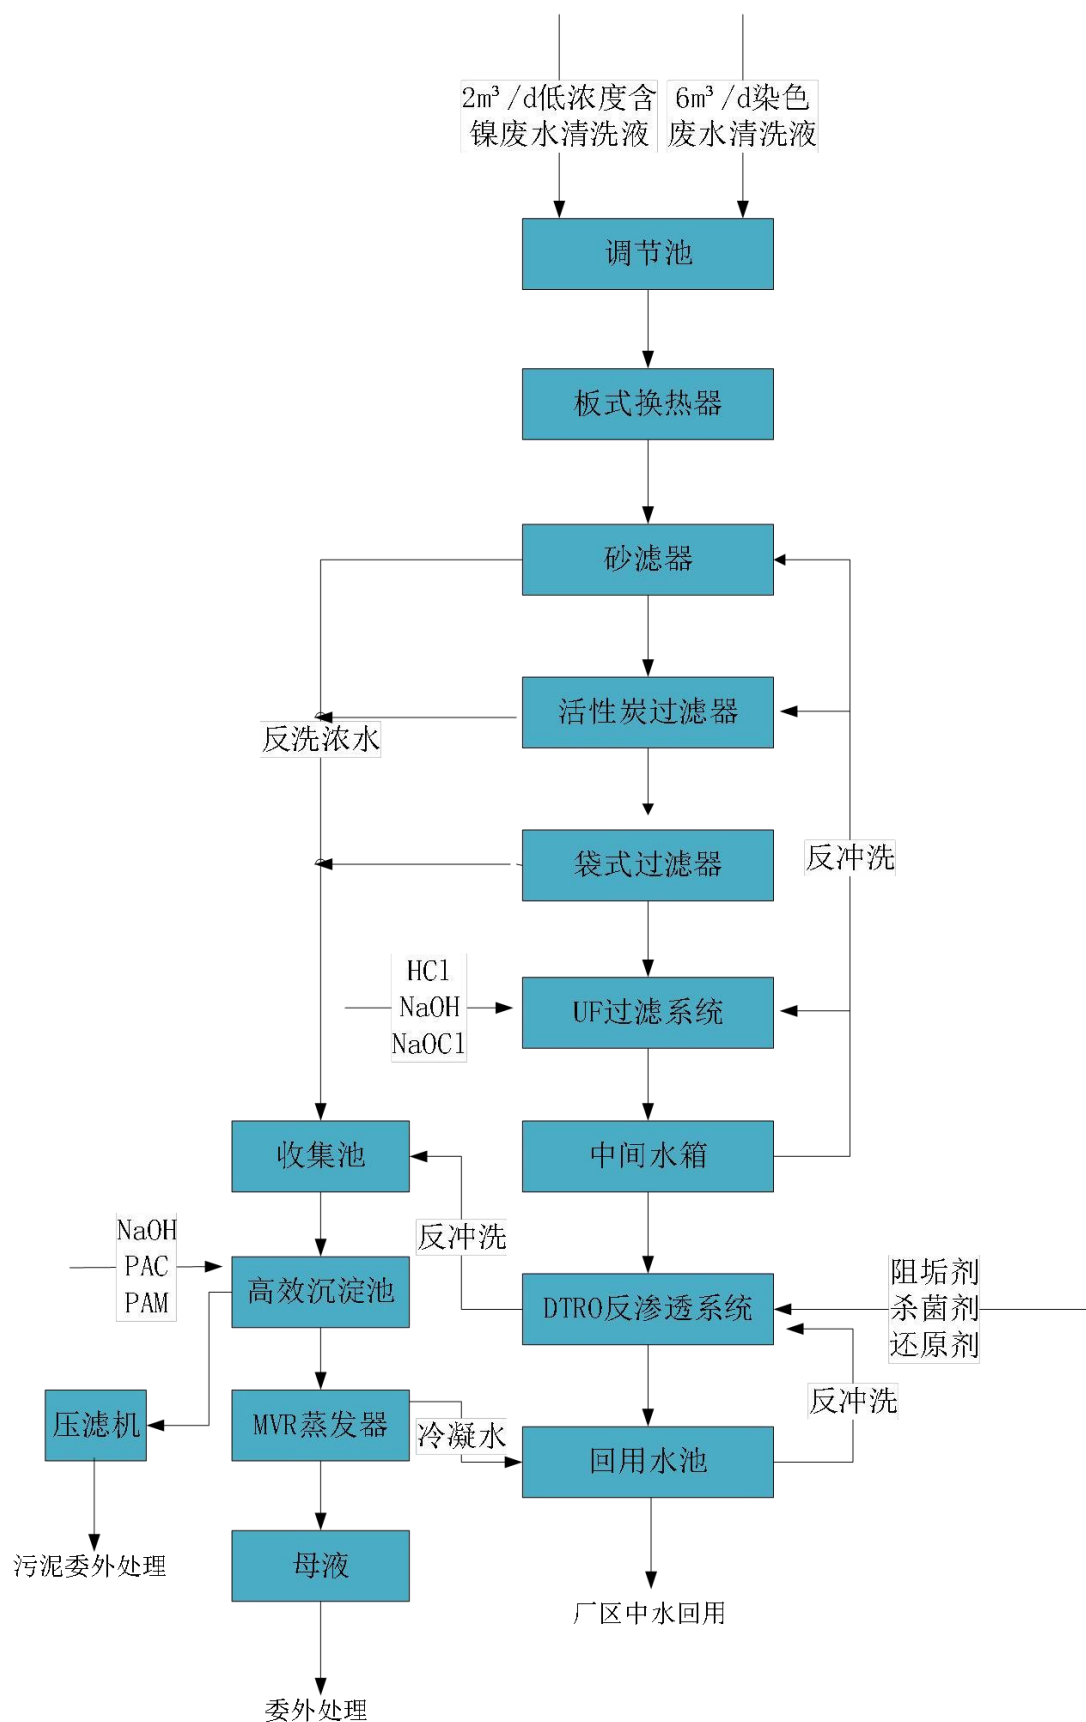 2m³/d低浓度含
镍废水清洗液
6m³/d染色
废水清洗液
调节池
板式换热器
砂滤器
活性炭过滤器
反洗浓水
袋式过滤器
反冲洗
HCl
NaOH
NaOCl
UF过滤系统
收集池
中间水箱
NaOH
PAC
PAM
反冲洗
高效沉淀池
DTRO反渗透系统
阻垢剂
杀菌剂
还原剂
压滤机
MVR蒸发器
冷凝水
反冲洗
回用水池
污泥委外处理
母液
厂区中水回用
委外处理